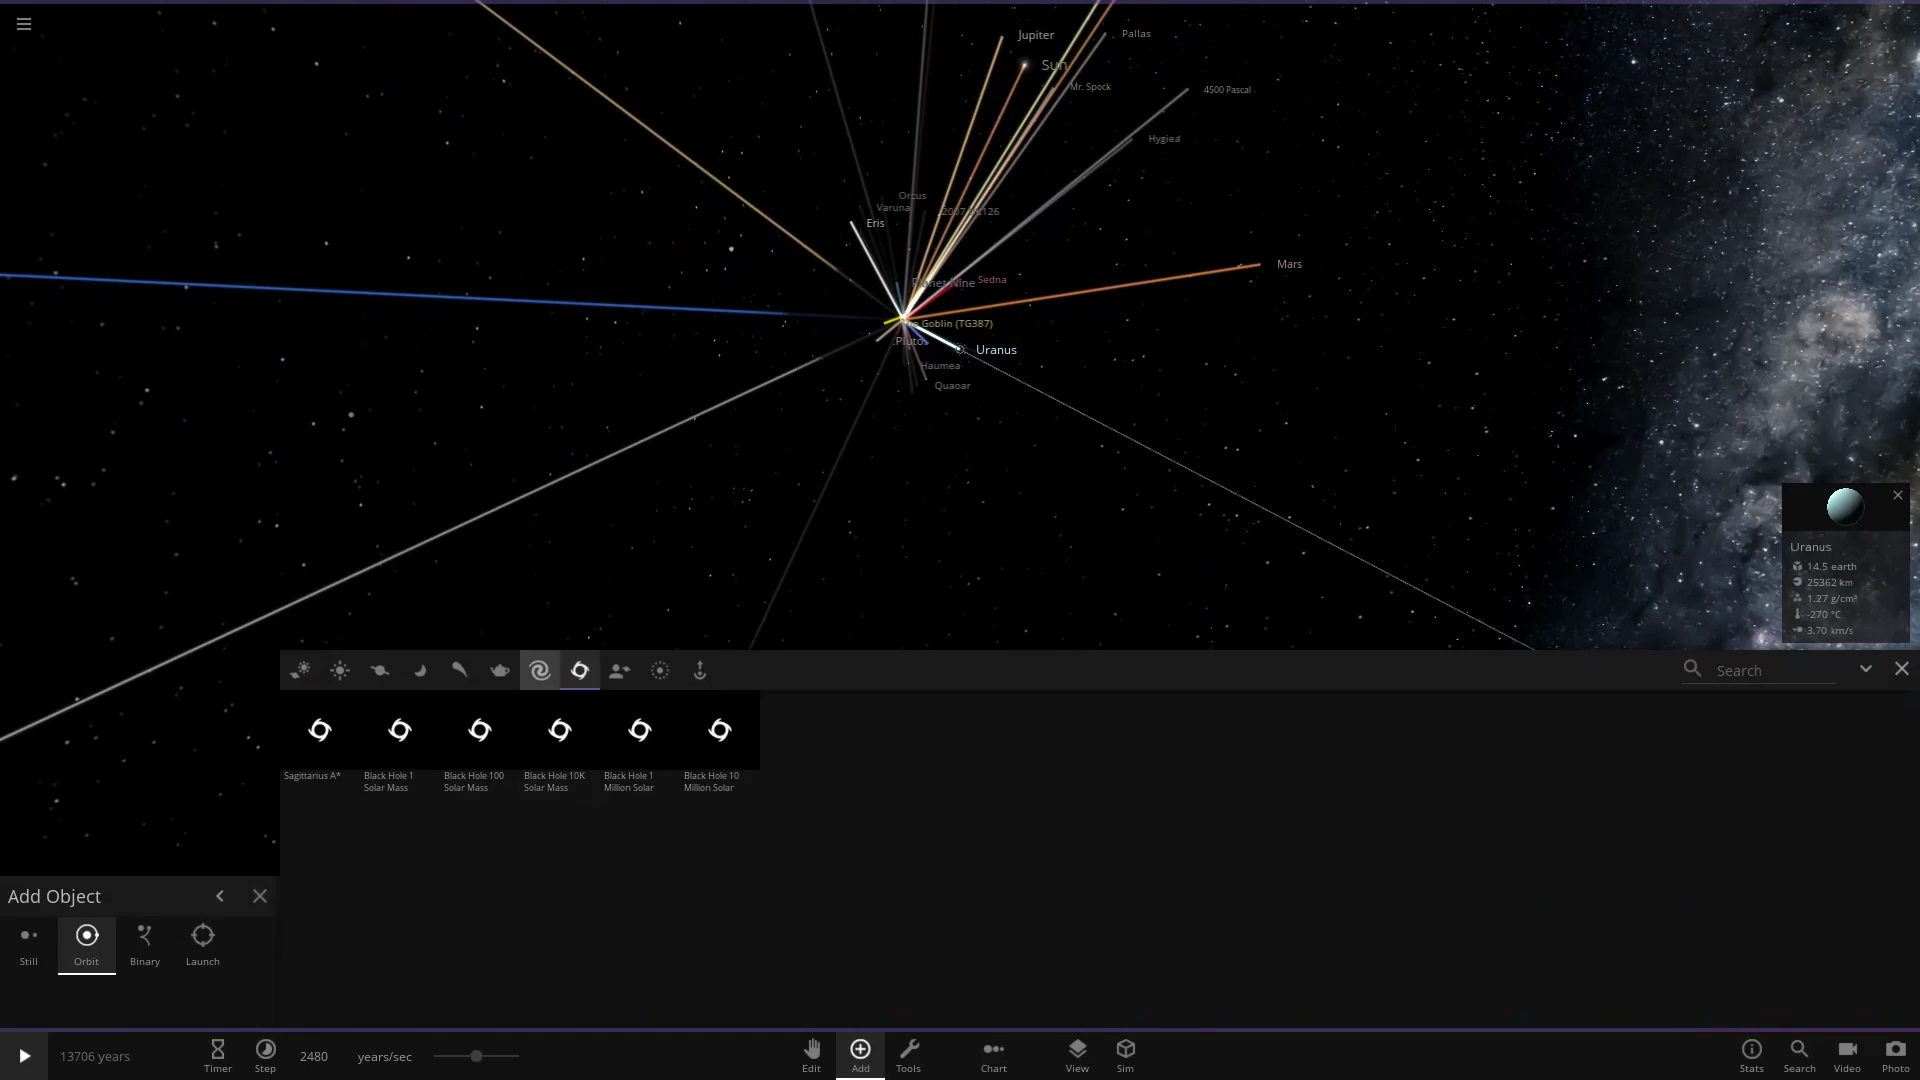 Jupiter
Pallas
Sun
Mr. Spock
4500 Pascal
Hygiea
Orcus
Varuna
Eris
Mars
Sedna
Planet Nine
Goblin (TG387)
Pluto
Uranus
Haumea
Quaoar
Uranus
14.5 earth
25362 km
1.27 g/cm³
-270 °C
3.70 km/s
Search
Sagittarius A*
Black Hole 1
Solar Mass
Black Hole 100
Solar Mass
Black Hole 10K
Solar Mass
Black Hole 1
Million Solar
Black Hole 10
Million Solar
Add Object
Still
Orbit
Binary
Launch
13706 years
Timer
Step
2480
years/sec
Edit
Add
Tools
Chart
View
Sim
Stats
Search
Video
Photo